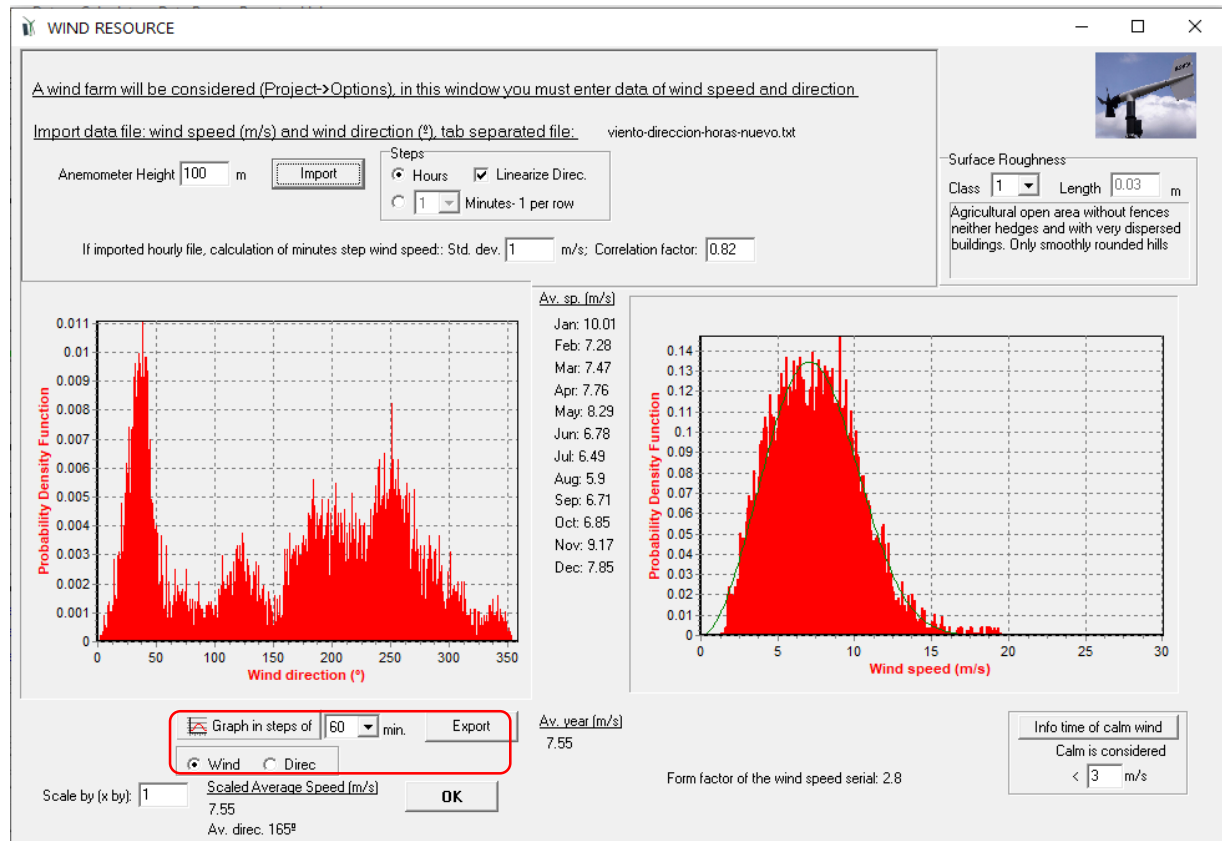 WIND RESOURCE
A wind farm will be considered (Project->Options), in this window you must enter data of wind speed and direction
Import data file: wind speed (m/s) and wind direction (º), tab separated file: viento-direccion-horas-nuevo.txt
Anemometer Height 100 m Import
Steps
Hours Linearize Direc.
1 Minutes- 1 per row
If imported hourly file, calculation of minutes step wind speed:: Std. dev. 1 m/s; Correlation factor: 0.82
Surface Roughness
Class 1 Length 0.03 m
Agricultural open area without fences
neither hedges and with very dispersed
buildings. Only smoothly rounded hills
Probability Density Function
0.011
0.01
0.009
0.008
0.007
0.006
0.005
0.004
0.003
0.002
0.001
0
0 50 100 150 200 250 300 350
Wind direction (º)
Av. sp. (m/s)
Jan: 10.01
Feb: 7.28
Mar: 7.47
Apr: 7.76
May: 8.29
Jun: 6.78
Jul: 6.49
Aug: 5.9
Sep: 6.71
Oct: 6.85
Nov: 9.17
Dec: 7.85
Probability Density Function
0.14
0.13
0.12
0.11
0.1
0.09
0.08
0.07
0.06
0.05
0.04
0.03
0.02
0.01
0
0 5 10 15 20 25 30
Wind speed (m/s)
Graph in steps of 60 min. Export
Wind Direc
Av. year (m/s)
7.55
Scale by (x by): 1
Scaled Average Speed (m/s)
7.55
Av. direc. 165º
OK
Form factor of the wind speed serial: 2.8
Info time of calm wind
Calm is considered
< 3 m/s